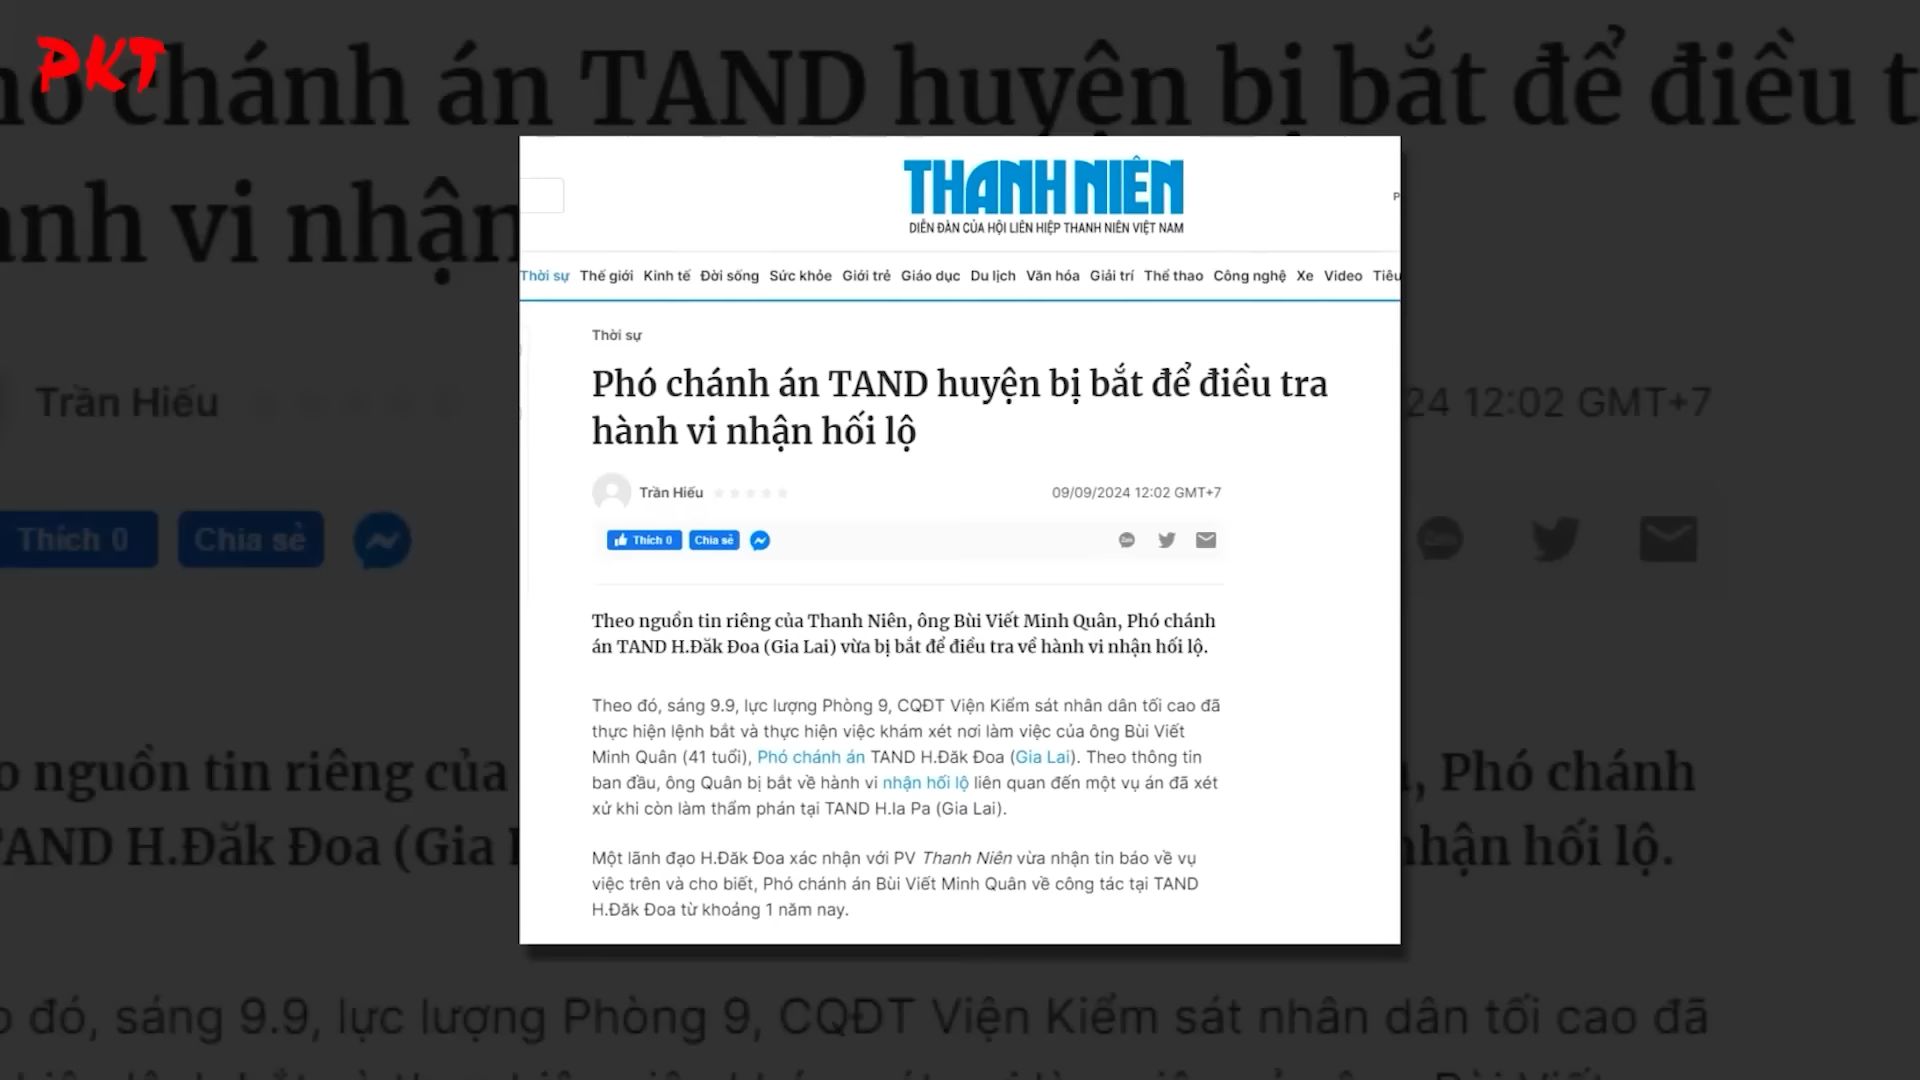 PKT
THANH NIÊN
DIỄN ĐÀN CỦA HỘI LIÊN HIỆP THANH NIÊN VIỆT NAM
Thời sự Thế giới Kinh tế Đời sống Sức khỏe Giới trẻ Giáo dục Du lịch Văn hóa Giải trí Thể thao Công nghệ Xe Video Tiêu
Thời sự
Phó chánh án TAND huyện bị bắt để điều tra
hành vi nhận hối lộ
Trần Hiếu 09/09/2024 12:02 GMT+7
Thích 0 Chia sẻ Zalo
Theo nguồn tin riêng của Thanh Niên, ông Bùi Viết Minh Quân, Phó chánh
án TAND H.Đăk Đoa (Gia Lai) vừa bị bắt để điều tra về hành vi nhận hối lộ.
Theo đó, sáng 9.9, lực lượng Phòng 9, CQĐT Viện Kiểm sát nhân dân tối cao đã
thực hiện lệnh bắt và thực hiện việc khám xét nơi làm việc của ông Bùi Viết
Minh Quân (41 tuổi), Phó chánh án TAND H.Đăk Đoa (Gia Lai). Theo thông tin
ban đầu, ông Quân bị bắt về hành vi nhận hối lộ liên quan đến một vụ án đã xét
xử khi còn làm thẩm phán tại TAND H.Ia Pa (Gia Lai).
Một lãnh đạo H.Đăk Đoa xác nhận với PV Thanh Niên vừa nhận tin báo về vụ
việc trên và cho biết, Phó chánh án Bùi Viết Minh Quân về công tác tại TAND
H.Đăk Đoa từ khoảng 1 năm nay.